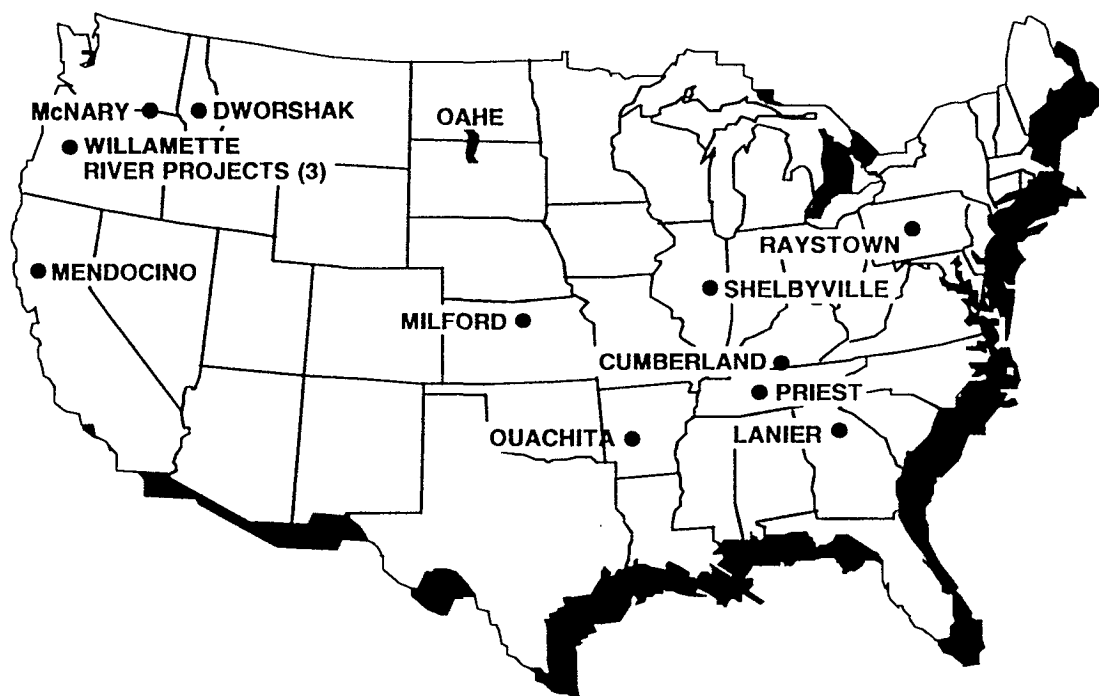 McNARY
DWORSHAK
OAHE
WILLAMETTE
RIVER PROJECTS (3)
RAYSTOWN
MENDOCINO
SHELBYVILLE
MILFORD
CUMBERLAND
PRIEST
OUACHITA
LANIER